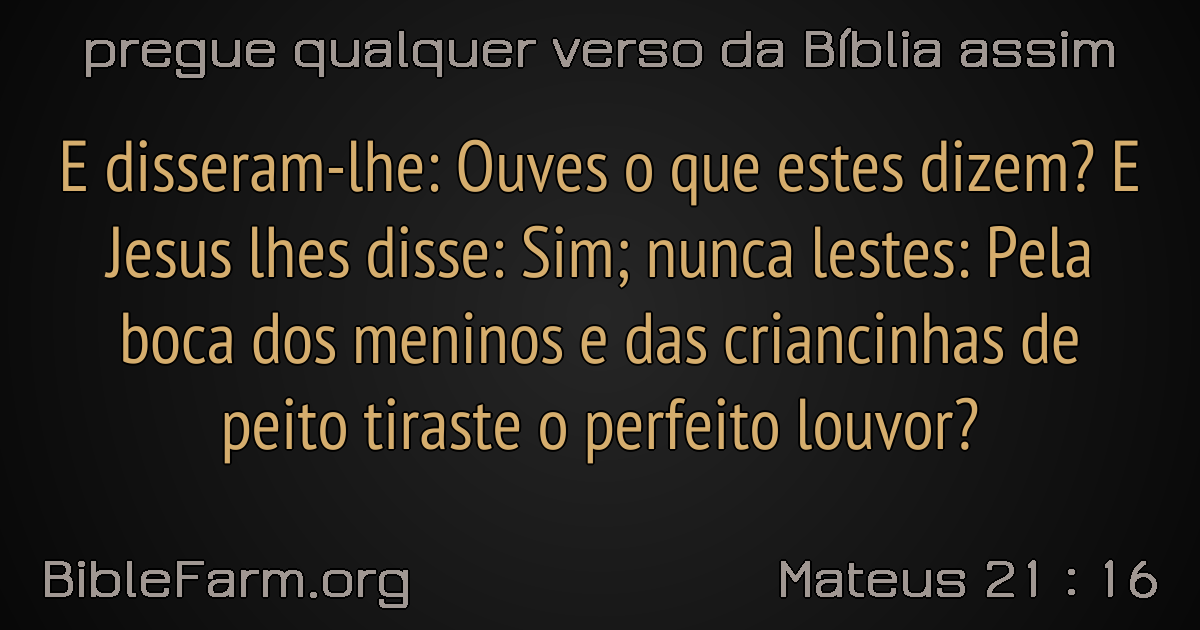 pregue qualquer verso da Bíblia assim
E disseram-lhe: Ouves o que estes dizem? E
Jesus lhes disse: Sim; nunca lestes: Pela
boca dos meninos e das criancinhas de
peito tiraste o perfeito louvor?
BibleFarm.org
Mateus 21 : 16